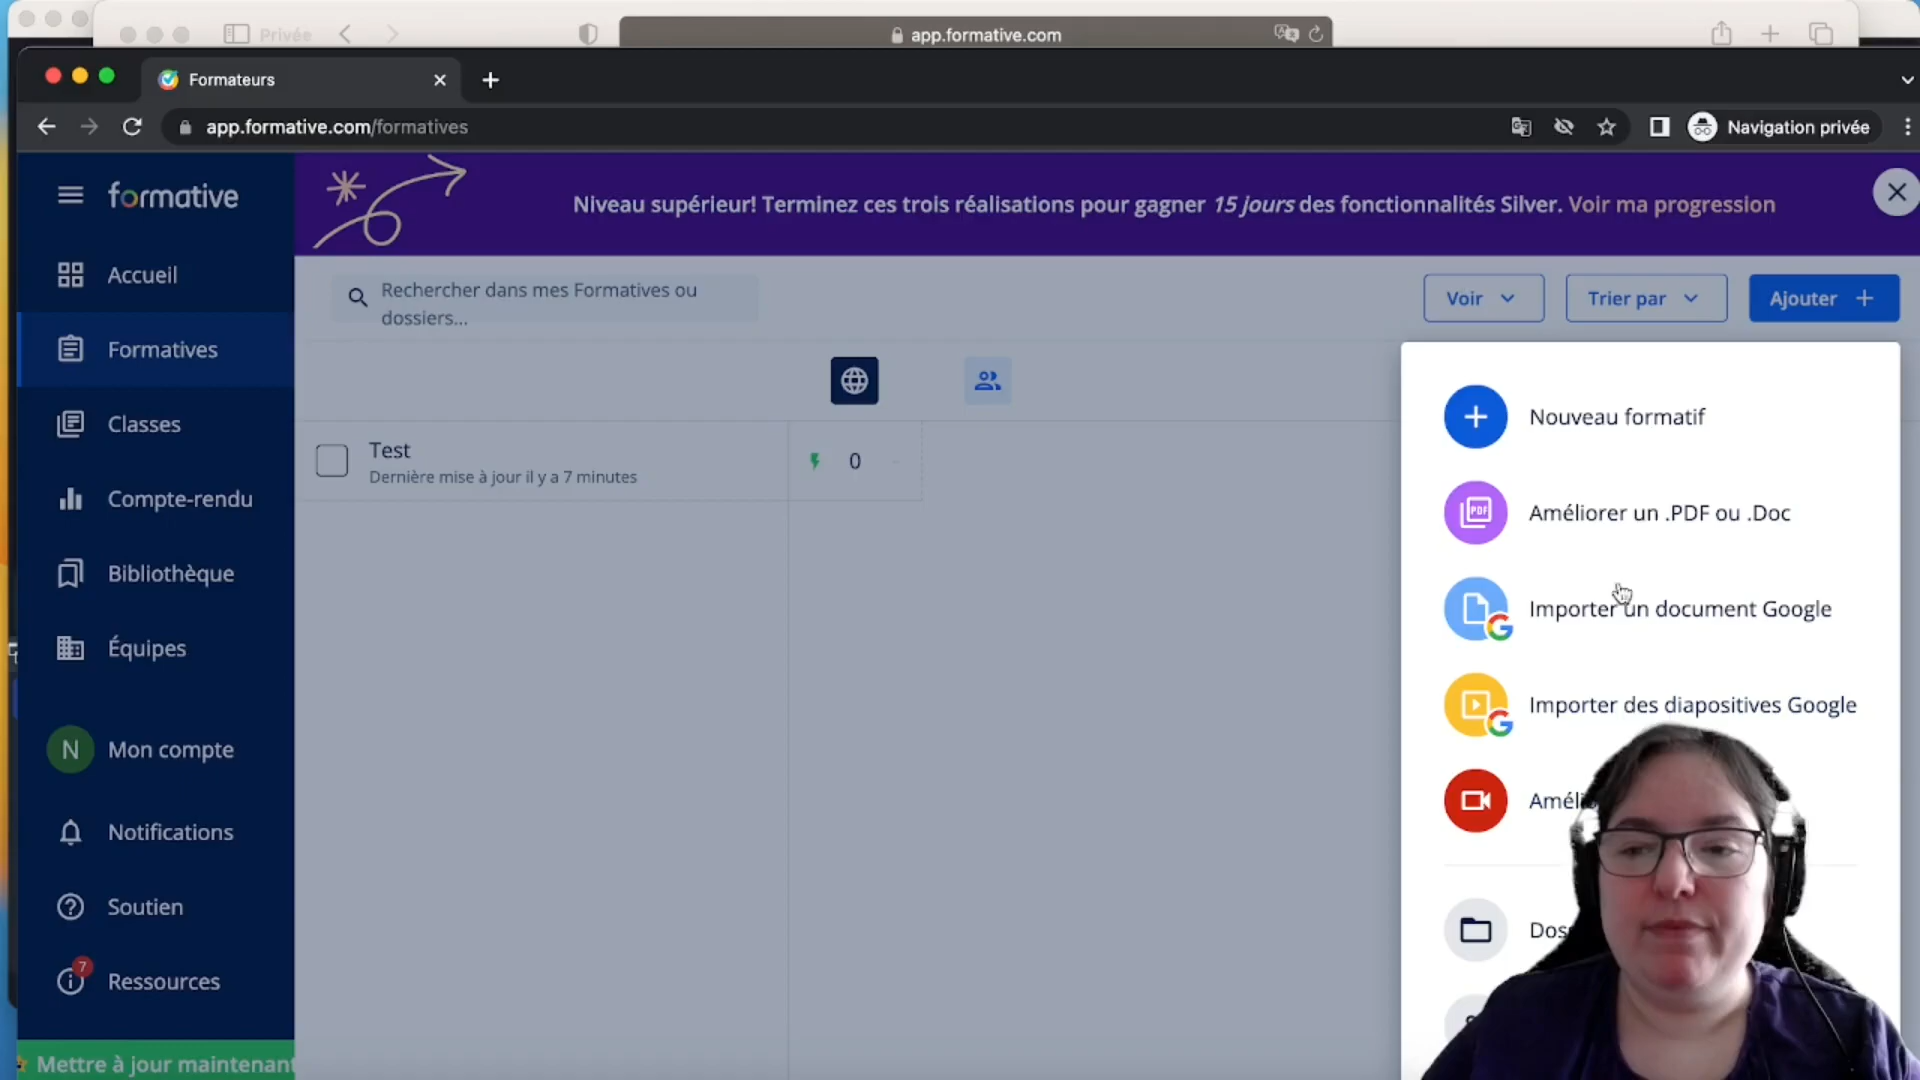 Privée
app.formative.com
Formateurs
app.formative.com/formatives
Navigation privée
formative
Niveau supérieur! Terminez ces trois réalisations pour gagner 15 jours des fonctionnalités Silver. Voir ma progression
Accueil
Formatives
Classes
Compte-rendu
Bibliothèque
Équipes
N
Mon compte
Notifications
Soutien
7
Ressources
Mettre à jour maintenant
Rechercher dans mes Formatives ou
dossiers...
Voir
Trier par
Ajouter
Test
Dernière mise à jour il y a 7 minutes
0
Nouveau formatif
PDF
Améliorer un .PDF ou .Doc
Importer un document Google
Importer des diapositives Google